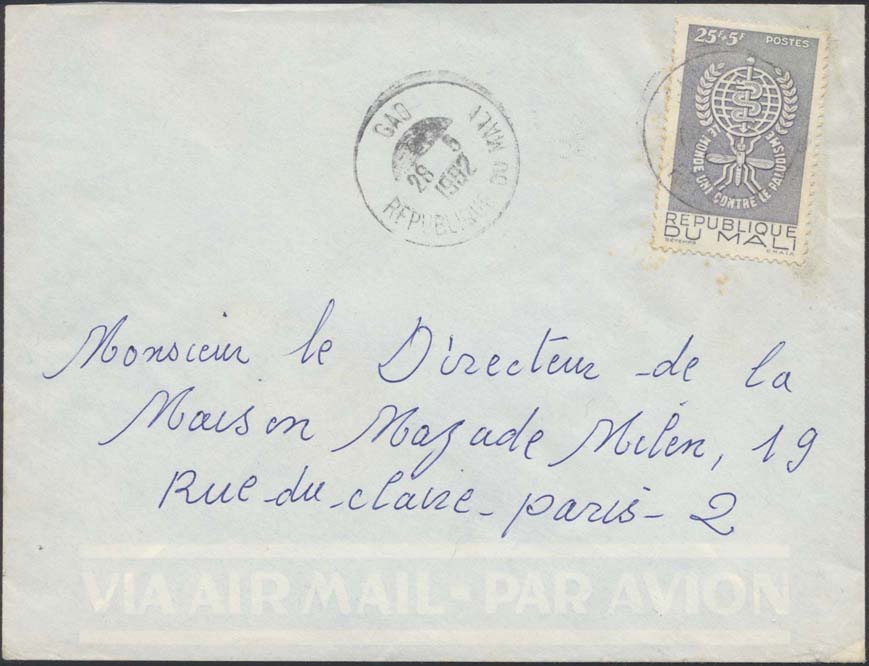 25F+5F POSTES
LE MONDE UNI CONTRE LE PALUDISME
REPUBLIQUE
DU MALI
GAO
28 5
1962
REPUBLIQUE DU MALI
Monsieur le Directeur de la
Maison Mazade Milen, 19
Rue-du-claire-paris-2
VIA AIR MAIL - PAR AVION